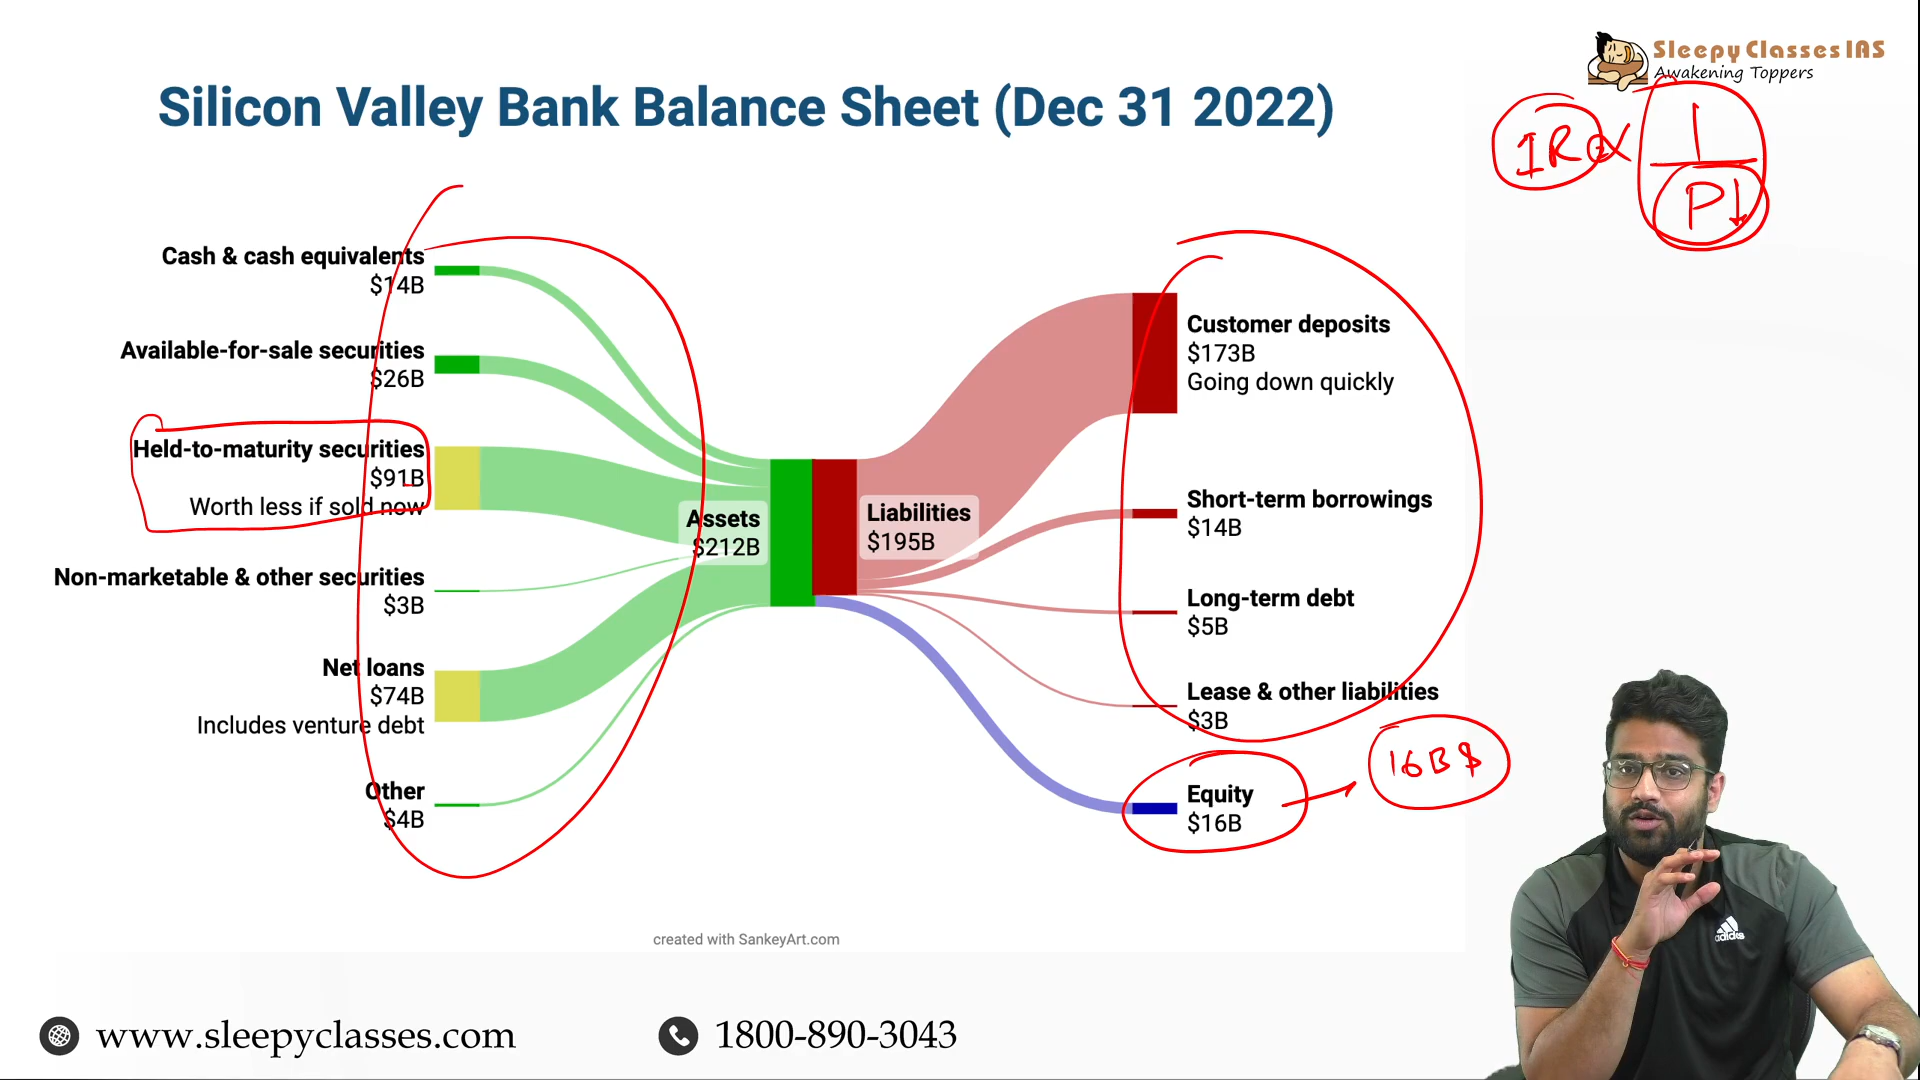 Sleepy Classes IAS
Awakening Toppers
Silicon Valley Bank Balance Sheet (Dec 31 2022)
IR ∝ 1
P↓
Cash & cash equivalents
$14B
Available-for-sale securities
$26B
Held-to-maturity securities
$91B
Worth less if sold now
Non-marketable & other securities
$3B
Net loans
$74B
Includes venture debt
Other
$4B
Assets
$212B
Liabilities
$195B
Customer deposits
$173B
Going down quickly
Short-term borrowings
$14B
Long-term debt
$5B
Lease & other liabilities
$3B
Equity
$16B
16B$
adidas
created with SankeyArt.com
www.sleepyclasses.com
1800-890-3043